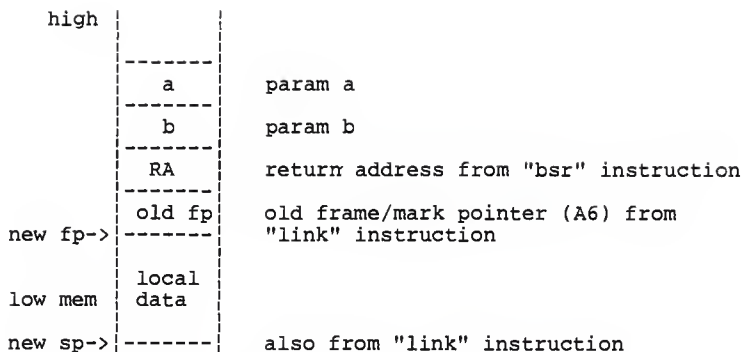 high
a param a
b param b
RA return address from "bsr" instruction
old fp old frame/mark pointer (A6) from
new fp-> "link" instruction
local
low mem data
new sp-> also from "link" instruction